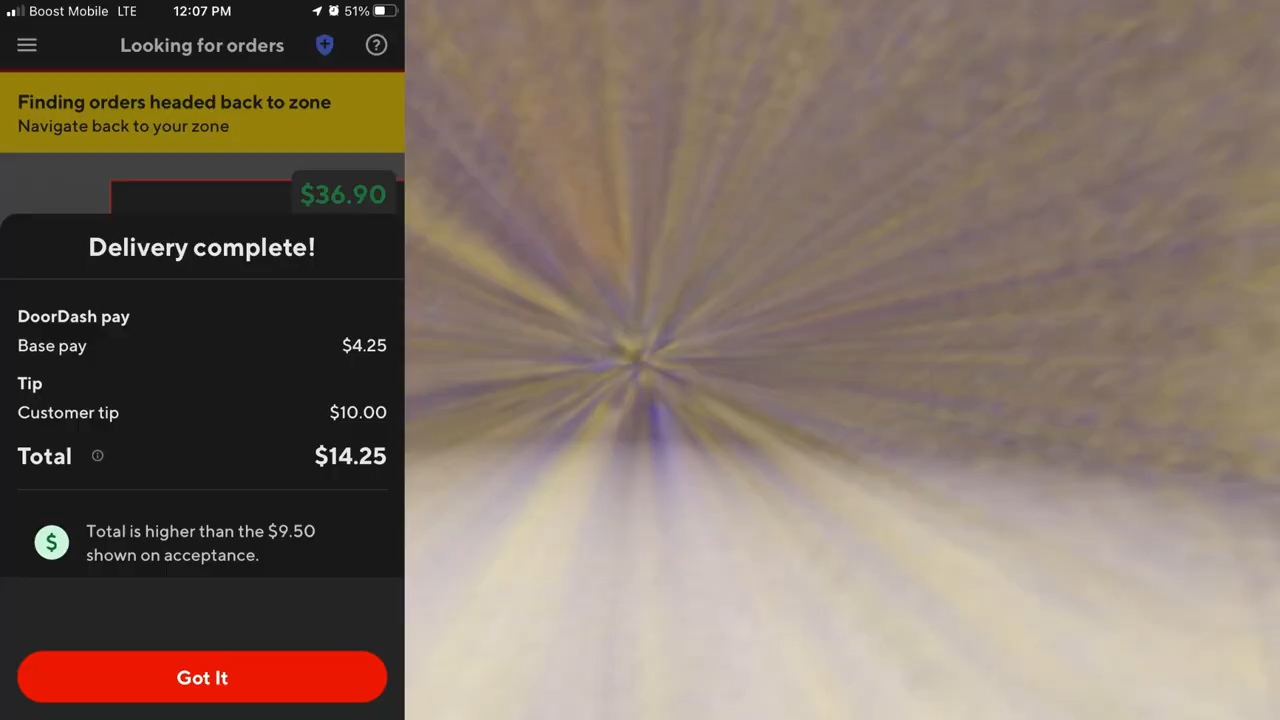 Boost Mobile LTE 12:07 PM 51%
Looking for orders
Finding orders headed back to zone
Navigate back to your zone
$36.90
Delivery complete!
DoorDash pay
Base pay $4.25
Tip
Customer tip $10.00
Total $14.25
$ Total is higher than the $9.50
shown on acceptance.
Got It